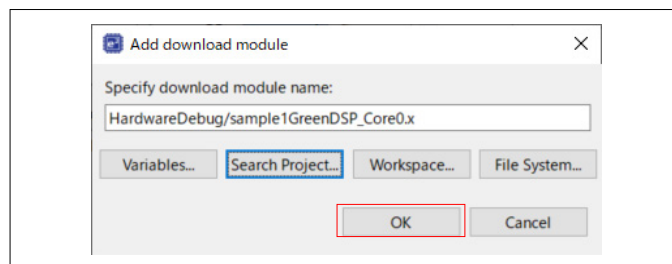 Add download module
Specify download module name:
HardwareDebug/sample1GreenDSP_Core0.x
Variables... Search Project... Workspace... File System...
OK Cancel